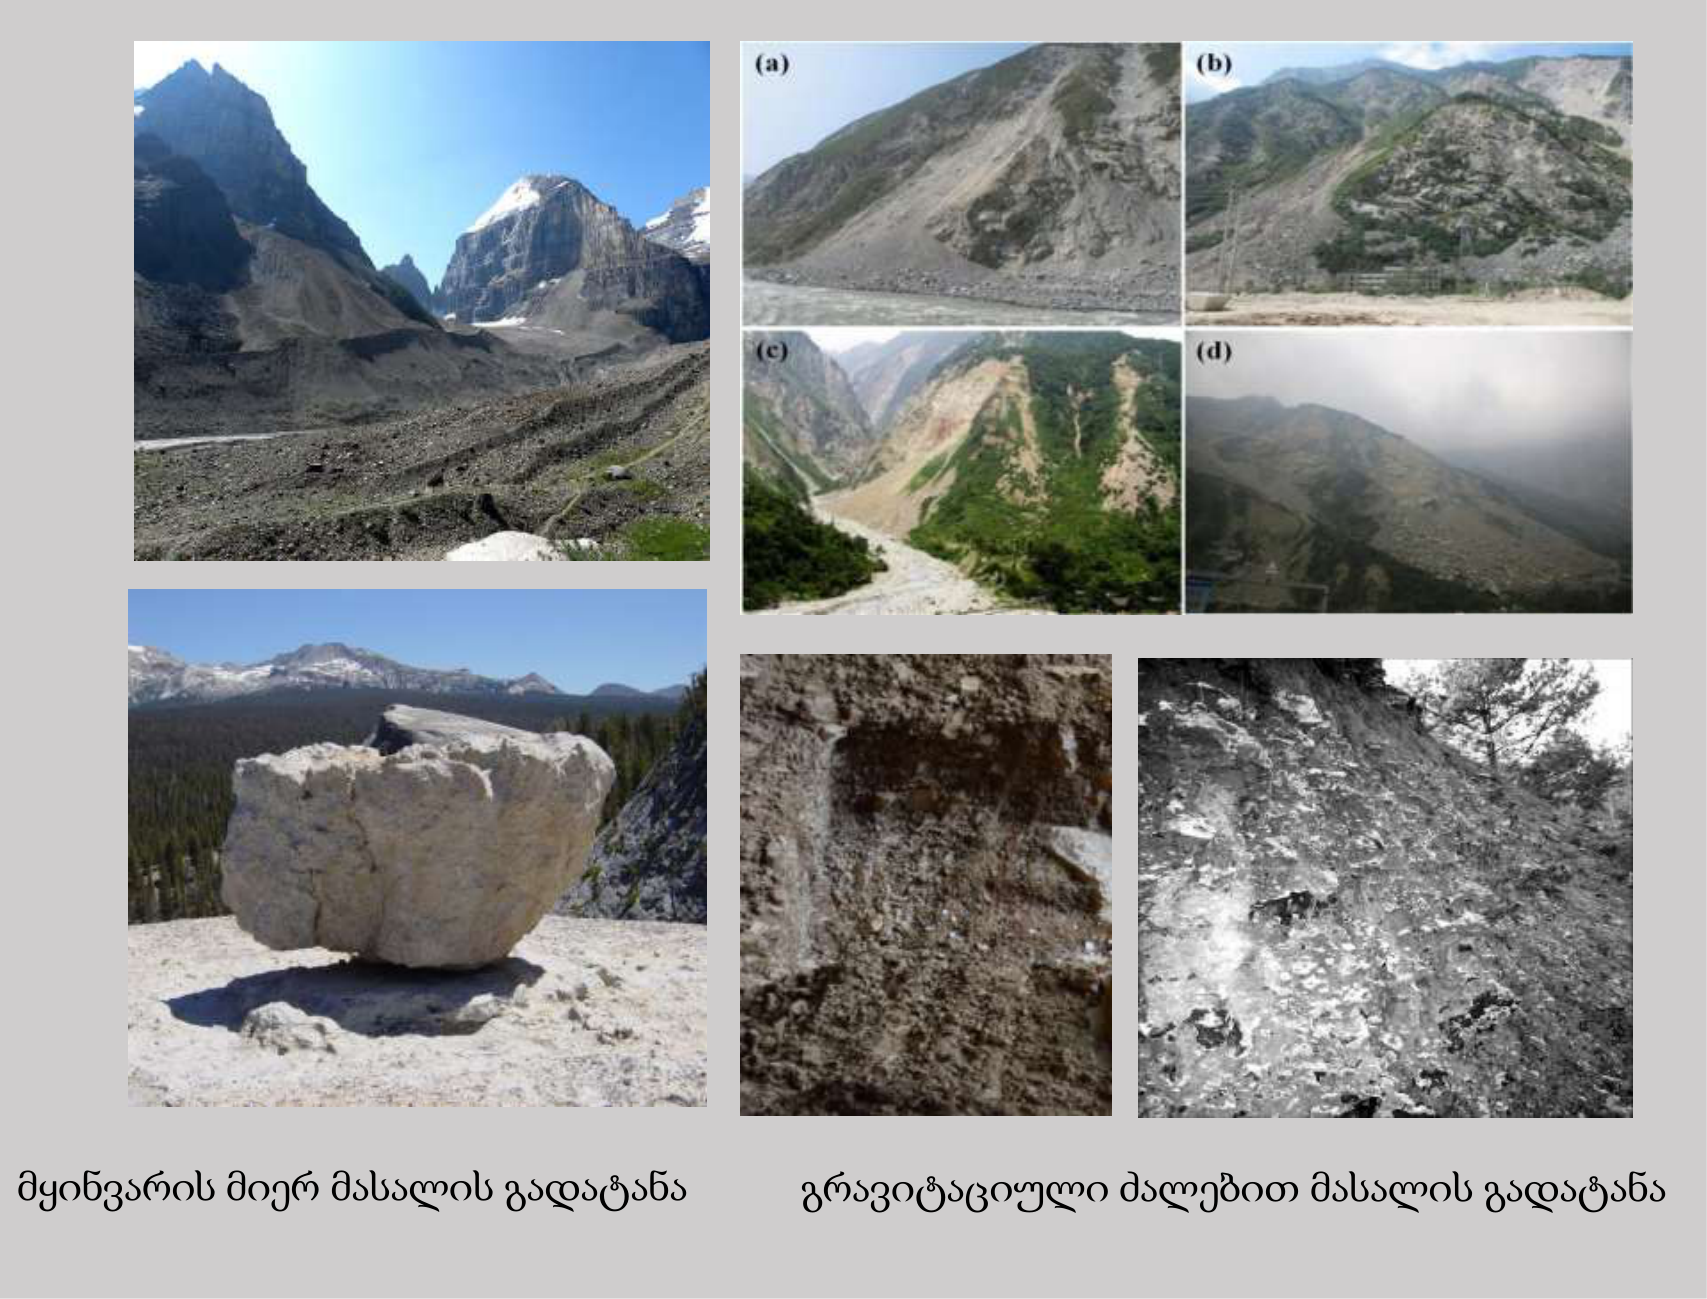 (a)
(b)
(c)
(d)
მყინვარის მიერ მასალის გადატანა
გრავიტაციული ძალებით მასალის გადატანა